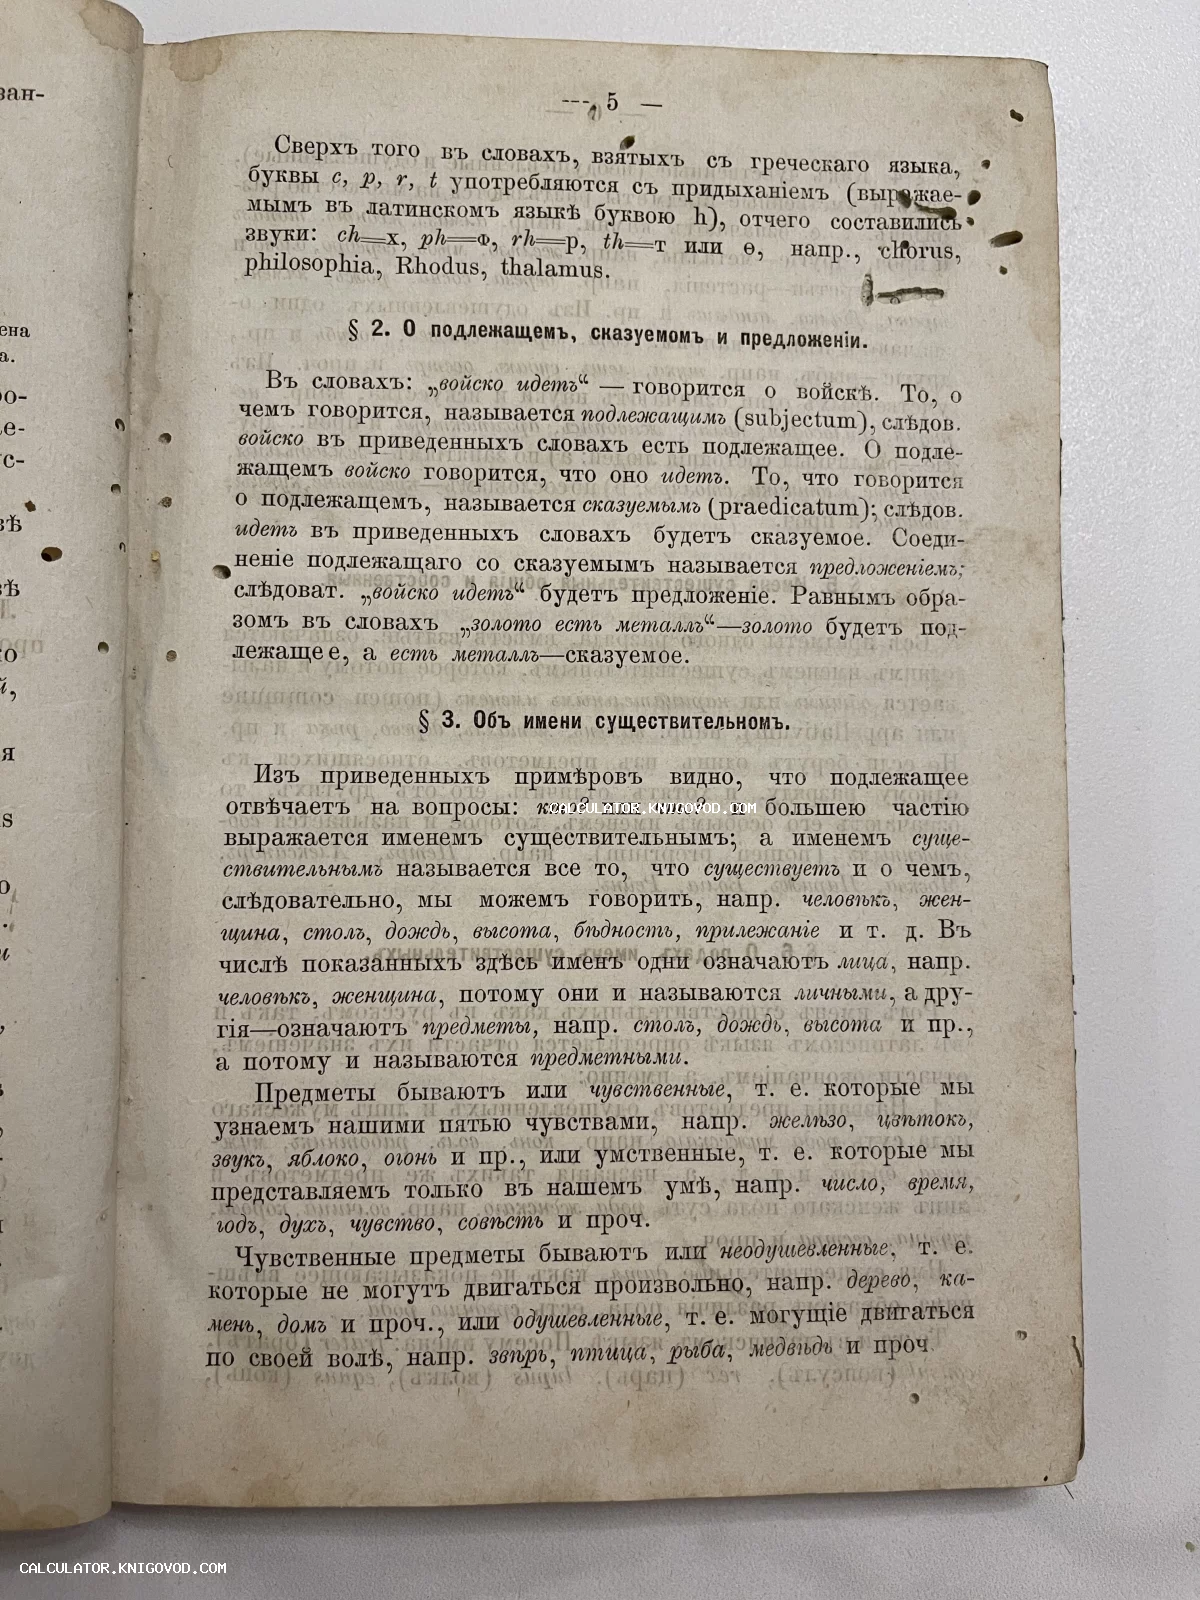 — 5 —
Сверхъ того въ словахъ, взятыхъ съ греческаго языка,
буквы c, p, r, t употребляются съ придыханіемъ (выражае-
мымъ въ латинскомъ языкѣ буквою h), отчего составились
звуки: ch=х, ph=Ф, rh=р, th=т или ѳ, напр., chorus,
philosophia, Rhodus, thalamus.
§ 2. О подлежащемъ, сказуемомъ и предложеніи.
Въ словахъ: „войско идетъ“ — говорится о войскѣ. То, о
чемъ говорится, называется подлежащимъ (subjectum), слѣдов.
войско въ приведенныхъ словахъ есть подлежащее. О подле-
жащемъ войско говорится, что оно идетъ. То, что говорится
о подлежащемъ, называется сказуемымъ (praedicatum); слѣдов.
идетъ въ приведенныхъ словахъ будетъ сказуемое. Соеди-
неніе подлежащаго со сказуемымъ называется предложеніемъ;
слѣдоват. „войско идетъ“ будетъ предложеніе. Равнымъ обра-
зомъ въ словахъ „золото есть металлъ“—золото будетъ под-
лежащее, а есть металлъ—сказуемое.
§ 3. Объ имени существительномъ.
Изъ приведенныхъ примѣровъ видно, что подлежащее
отвѣчаетъ на вопросы: кто? или что? и большею частію
CALCULATOR.KNIGOVOD.COM
выражается именемъ существительнымъ; а именемъ суще-
ствительнымъ называется все то, что существуетъ и о чемъ,
слѣдовательно, мы можемъ говорить, напр. человѣкъ, жен-
щина, столъ, дождь, высота, бѣдность, прилежаніе и т. д. Въ
числѣ показанныхъ здѣсь именъ одни означаютъ лица, напр.
человѣкъ, женщина, потому они и называются личными, а дру-
гія—означаютъ предметы, напр. столъ, дождь, высота и пр.,
а потому и называются предметными.
Предметы бываютъ или чувственные, т. е. которые мы
узнаемъ нашими пятью чувствами, напр. желѣзо, цвѣтокъ,
звукъ, яблоко, огонь и пр., или умственные, т. е. которые мы
представляемъ только въ нашемъ умѣ, напр. число, время,
годъ, духъ, чувство, совѣсть и проч.
Чувственные предметы бываютъ или неодушевленные, т. е.
которые не могутъ двигаться произвольно, напр. дерево, ка-
мень, домъ и проч., или одушевленные, т. е. могущіе двигаться
по своей волѣ, напр. звѣрь, птица, рыба, медвѣдь и проч
CALCULATOR.KNIGOVOD.COM